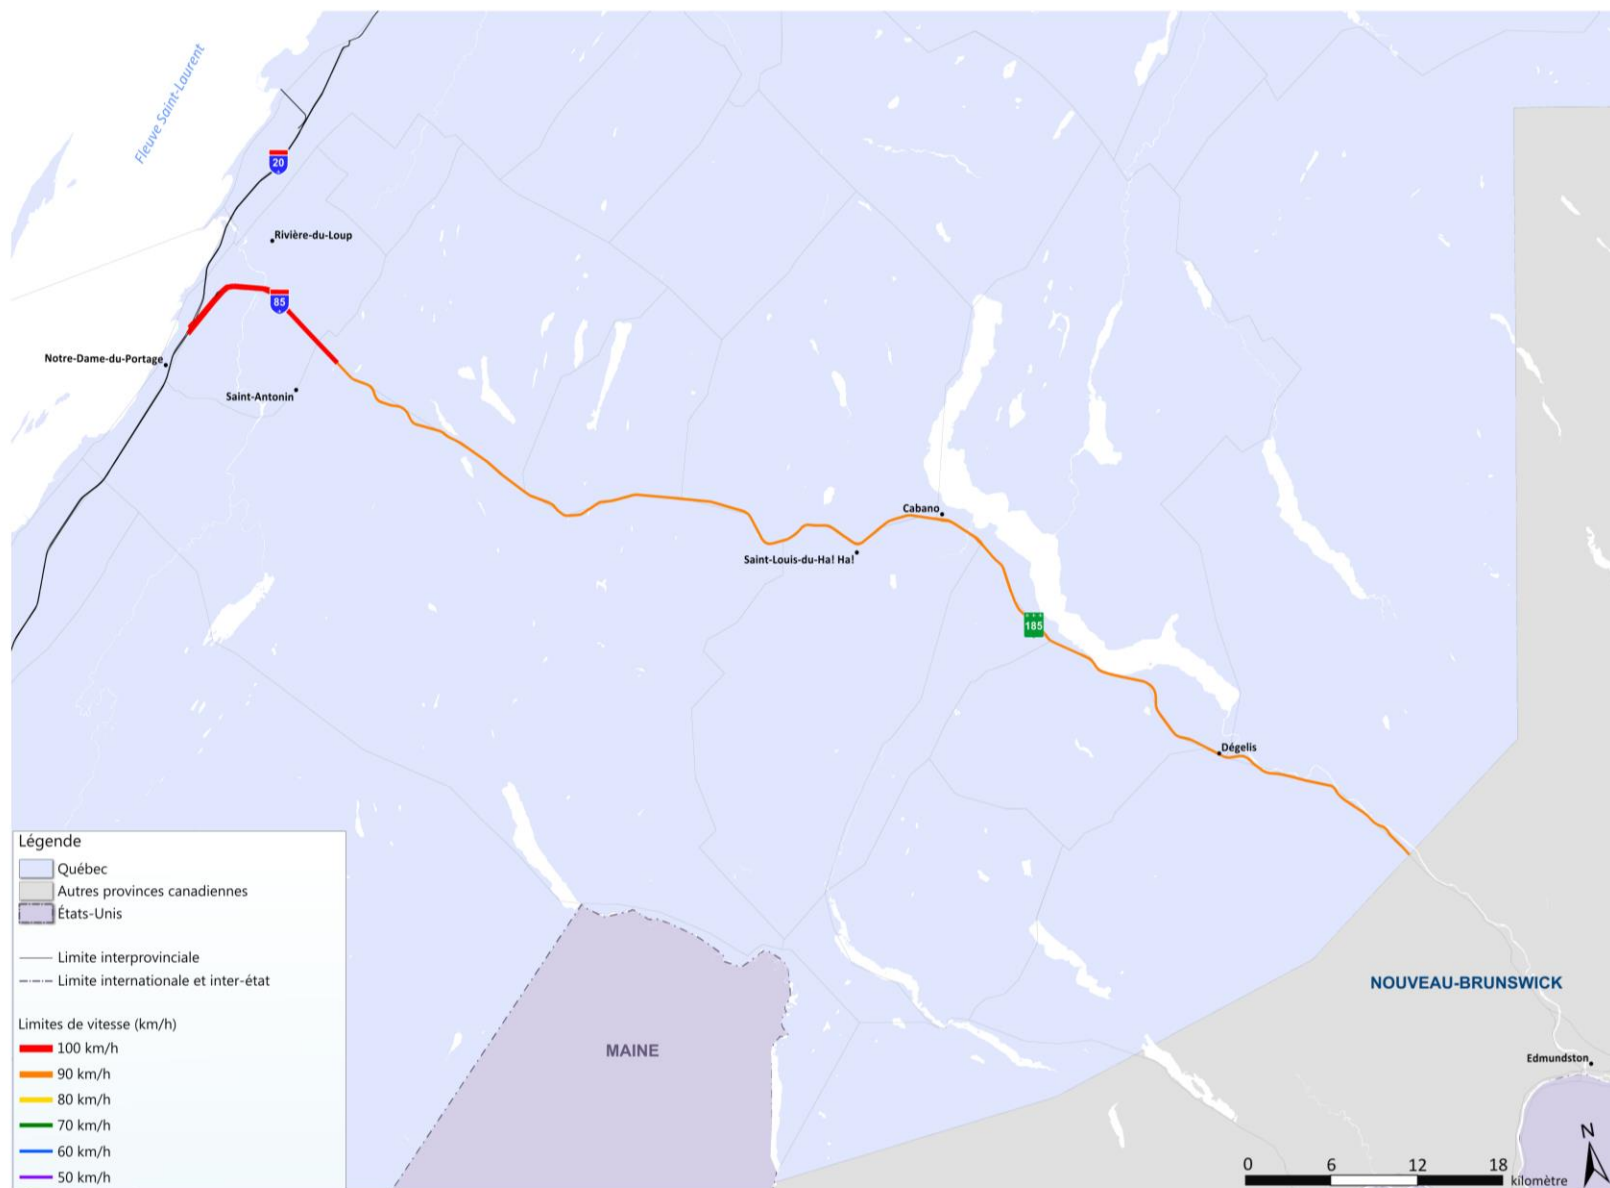 Fleuve Saint-Laurent
20
Rivière-du-Loup
85
Notre-Dame-du-Portage
Saint-Antonin
Cabano
Saint-Louis-du-Ha! Ha!
185
Dégelis
Légende
Québec
Autres provinces canadiennes
États-Unis
Limite interprovinciale
Limite internationale et inter-état
Limites de vitesse (km/h)
100 km/h
90 km/h
80 km/h
70 km/h
60 km/h
50 km/h
MAINE
NOUVEAU-BRUNSWICK
Edmundston
N
0 6 12 18
kilomètre